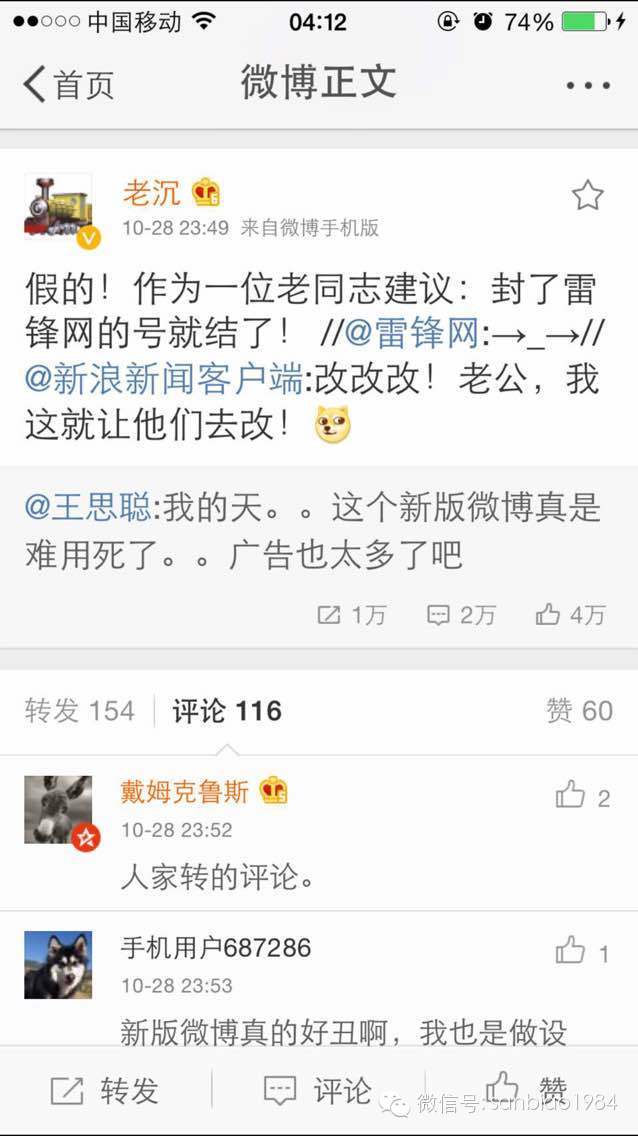 中国移动 04:12 74%
首页 微博正文
老沉
10-28 23:49 来自微博手机版
假的！作为一位老同志建议：封了雷
锋网的号就结了！ //@雷锋网:→_→//
@新浪新闻客户端:改改改！老公，我
这就让他们去改！
@王思聪:我的天。。这个新版微博真是
难用死了。。广告也太多了吧
1万 2万 4万
转发 154 评论 116 赞 60
戴姆克鲁斯 2
10-28 23:52
人家转的评论。
手机用户687286 1
10-28 23:53
新版微博真的好丑啊，我也是做设
转发 评论 赞
微信号:sanbiao1984